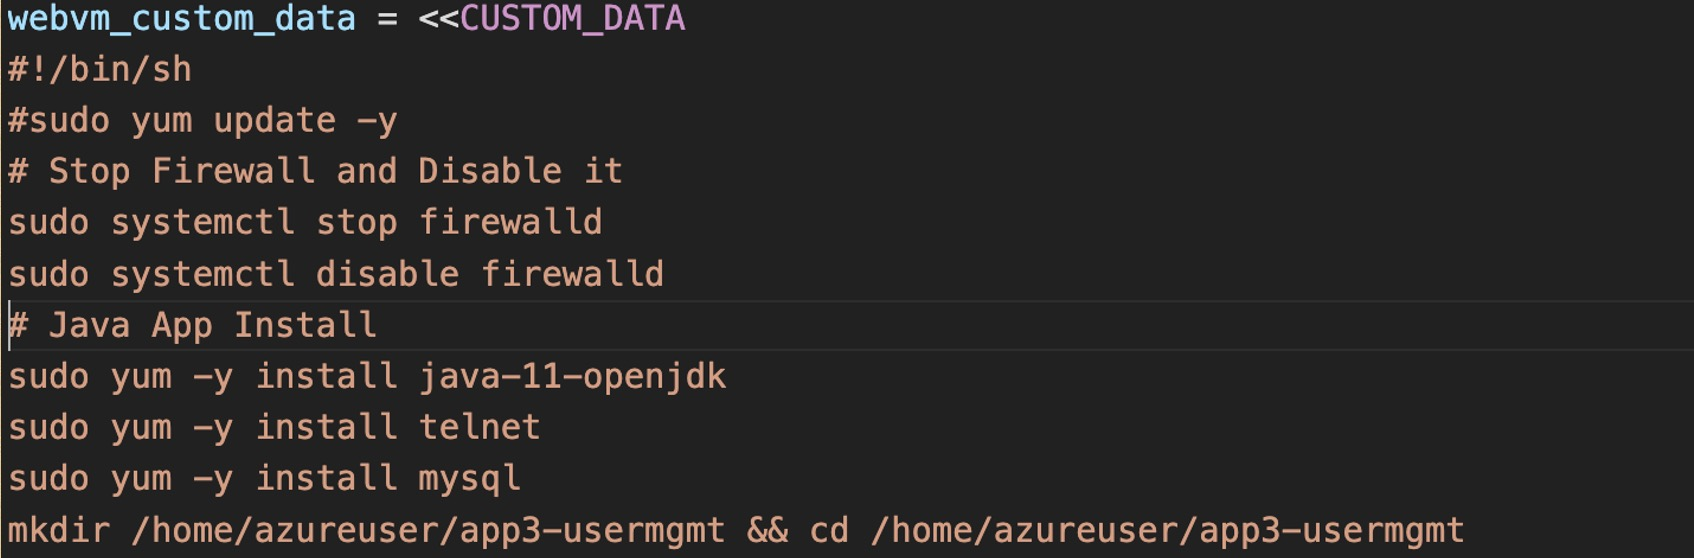 webvm_custom_data = <<CUSTOM_DATA
#!/bin/sh
#sudo yum update -y
# Stop Firewall and Disable it
sudo systemctl stop firewalld
sudo systemctl disable firewalld
# Java App Install
sudo yum -y install java-11-openjdk
sudo yum -y install telnet
sudo yum -y install mysql
mkdir /home/azureuser/app3-usermgmt && cd /home/azureuser/app3-usermgmt